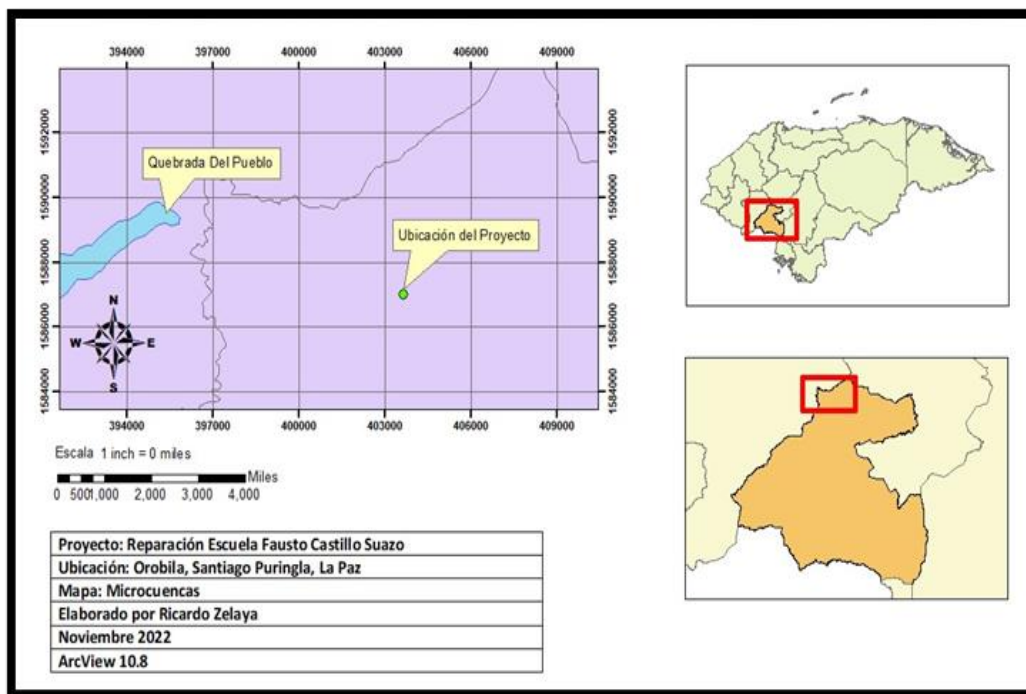 394000 397000 400000 403000 406000 409000
1592000 1592000
Quebrada Del Pueblo
1590000 1590000
Ubicación del Proyecto
1588000 1588000
N
1586000 1586000
W E
S
1584000 1584000
394000 397000 400000 403000 406000 409000
Escala 1 inch = 0 miles
Miles
0 5001,000 2,000 3,000 4,000
Proyecto: Reparación Escuela Fausto Castillo Suazo
Ubicación: Orobila, Santiago Puringla, La Paz
Mapa: Microcuencas
Elaborado por Ricardo Zelaya
Noviembre 2022
ArcView 10.8